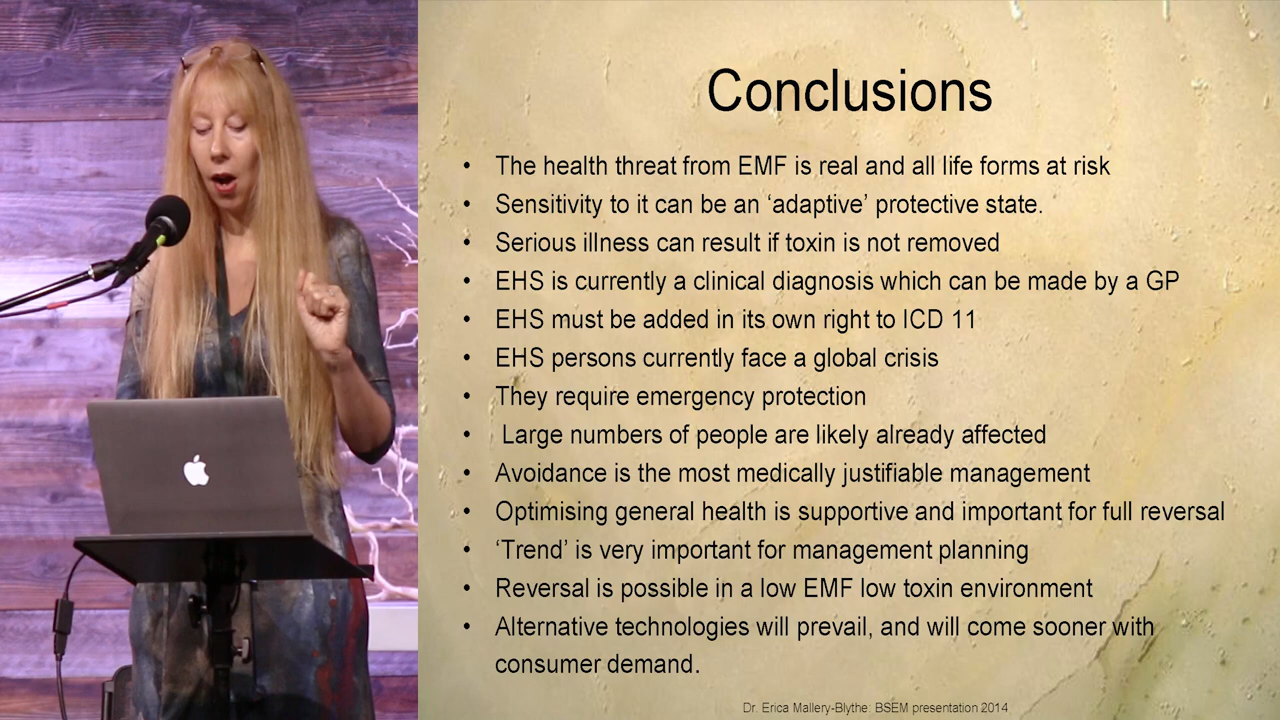 Conclusions
• The health threat from EMF is real and all life forms at risk
• Sensitivity to it can be an ‘adaptive’ protective state.
• Serious illness can result if toxin is not removed
• EHS is currently a clinical diagnosis which can be made by a GP
• EHS must be added in its own right to ICD 11
• EHS persons currently face a global crisis
• They require emergency protection
• Large numbers of people are likely already affected
• Avoidance is the most medically justifiable management
• Optimising general health is supportive and important for full reversal
• ‘Trend’ is very important for management planning
• Reversal is possible in a low EMF low toxin environment
• Alternative technologies will prevail, and will come sooner with
consumer demand.
Dr. Erica Mallery-Blythe: BSEM presentation 2014